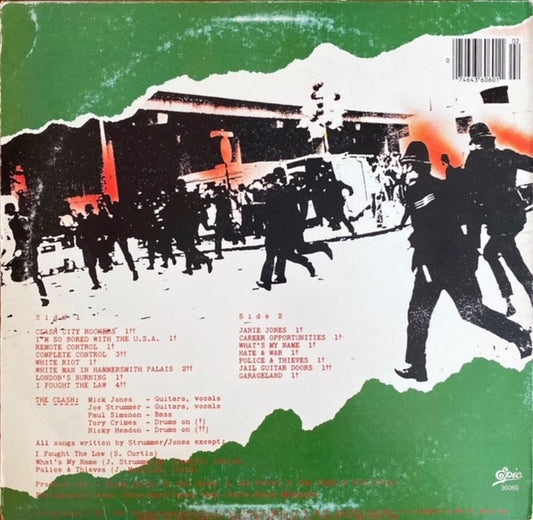 02
0
74643 60601
Side 1
CLASH CITY ROCKERS 1††
I'M SO BORED WITH THE U.S.A. 1†
REMOTE CONTROL 1†
COMPLETE CONTROL 3††
WHITE RIOT 1†
WHITE MAN IN HAMMERSMITH PALAIS 2††
LONDON'S BURNING 1†
I FOUGHT THE LAW 4††
Side 2
JANIE JONES 1†
CAREER OPPORTUNITIES 1†
WHAT'S MY NAME 1†
HATE & WAR 1†
POLICE & THIEVES 1†
JAIL GUITAR DOORS 1††
GARAGELAND 1†
THE CLASH: Mick Jones - Guitars, vocals
Joe Strummer - Guitars, vocals
Paul Simonon - Bass
Tory Crimes - Drums on (†)
Nicky Headon - Drums on (††)
All songs written by Strummer/Jones except:
I Fought The Law (S. Curtis)
What's My Name (J. Strummer
Police & Thieves (J.
Epic
36060